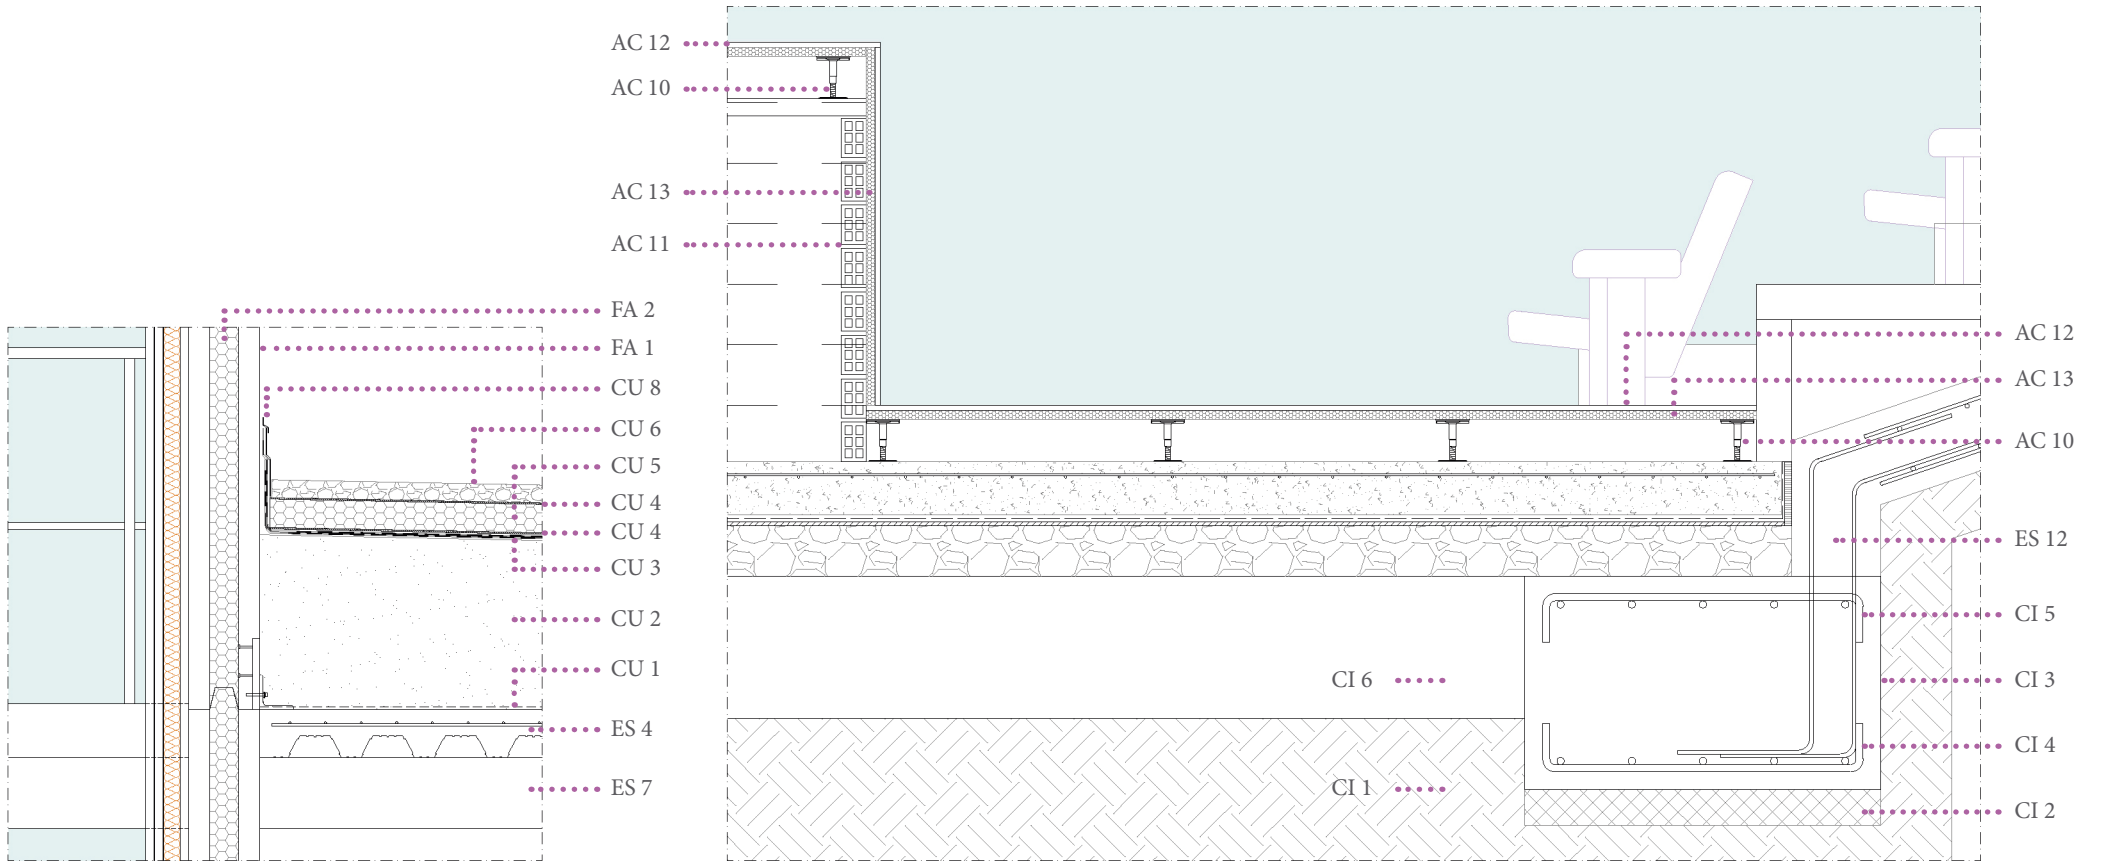 AC 12
AC 10
AC 13
AC 11
FA 2
FA 1
CU 8
CU 6
CU 5
CU 4
CU 4
CU 3
CU 2
CU 1
ES 4
ES 7
CI 6
CI 1
AC 12
AC 13
AC 10
ES 12
CI 5
CI 3
CI 4
CI 2